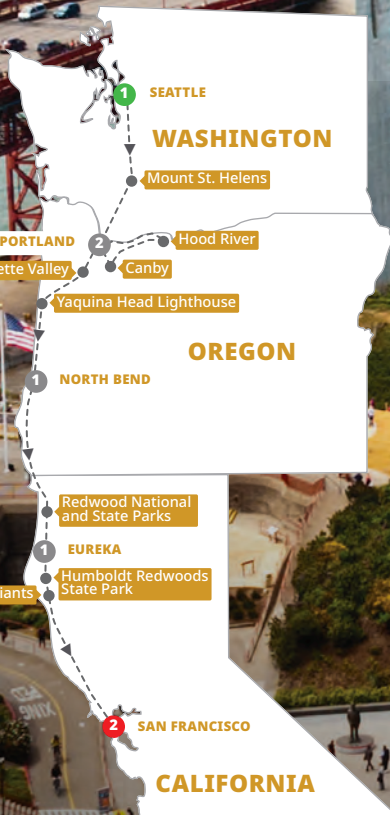 1 SEATTLE
WASHINGTON
Mount St. Helens
PORTLAND 2
Hood River
ette Valley
Canby
Yaquina Head Lighthouse
OREGON
1 NORTH BEND
Redwood National
and State Parks
1 EUREKA
Humboldt Redwoods
State Park
iants
XING
2 SAN FRANCISCO
CALIFORNIA